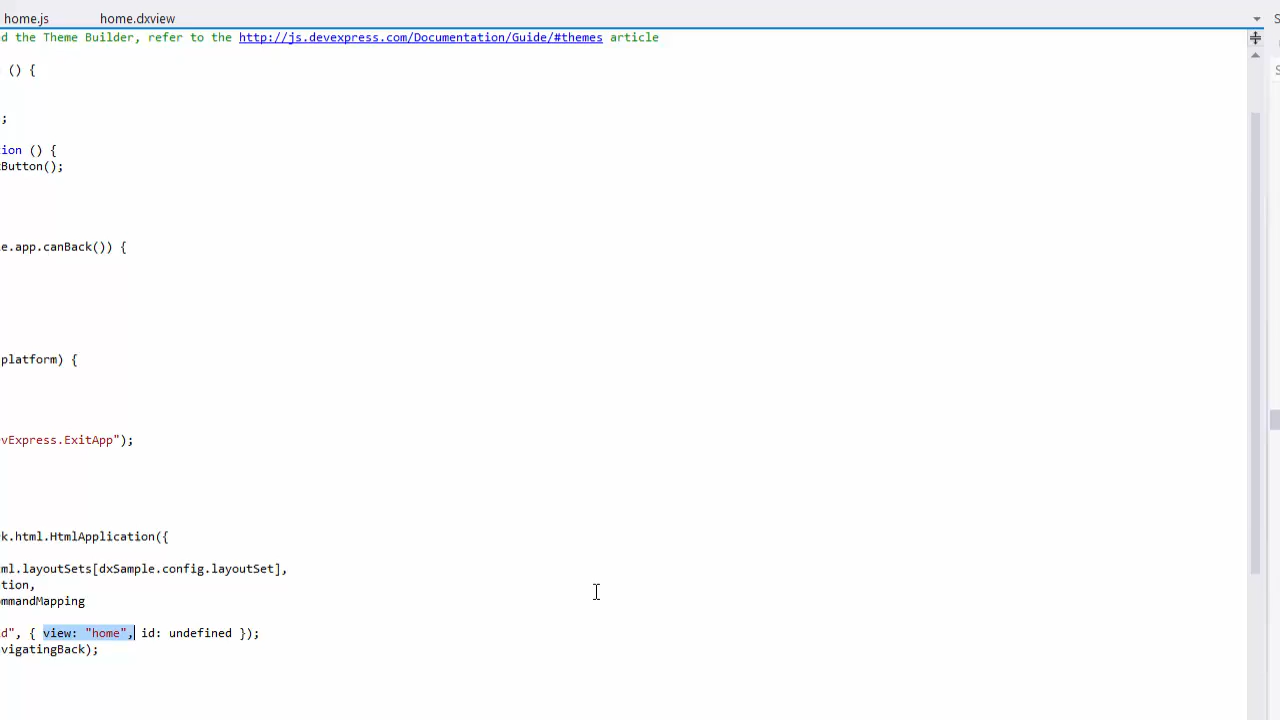 home.js home.dxview
d the Theme Builder, refer to the http://js.devexpress.com/Documentation/Guide/#themes article
() {
;
ion () {
Button();
e.app.canBack()) {
platform) {
vExpress.ExitApp");
k.html.HtmlApplication({
ml.layoutSets[dxSample.config.layoutSet],
tion,
ommandMapping
d", { view: "home", id: undefined });
vigatingBack);